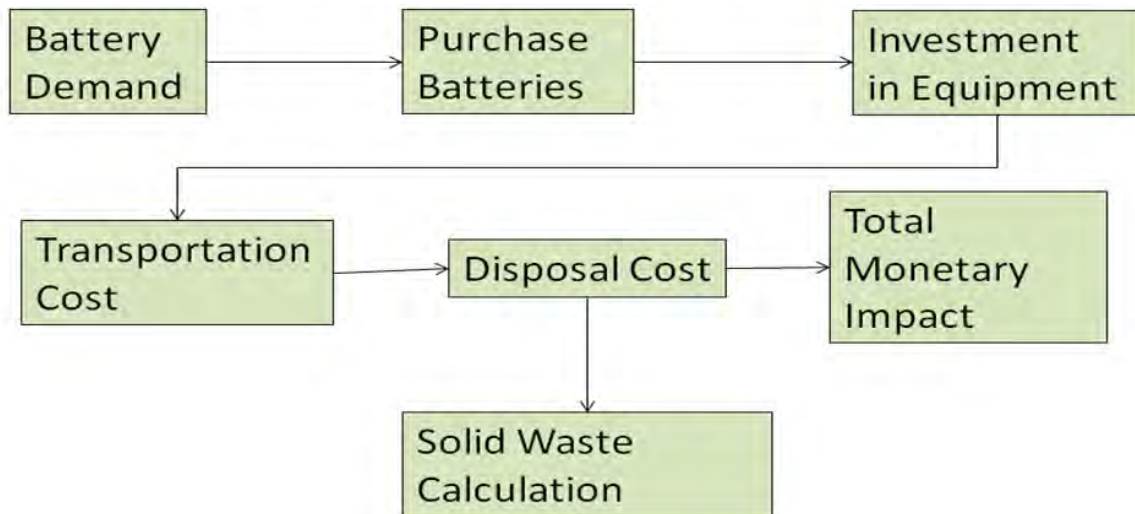 Battery
Demand
Purchase
Batteries
Investment
in Equipment
Transportation
Cost
Disposal Cost
Total
Monetary
Impact
Solid Waste
Calculation